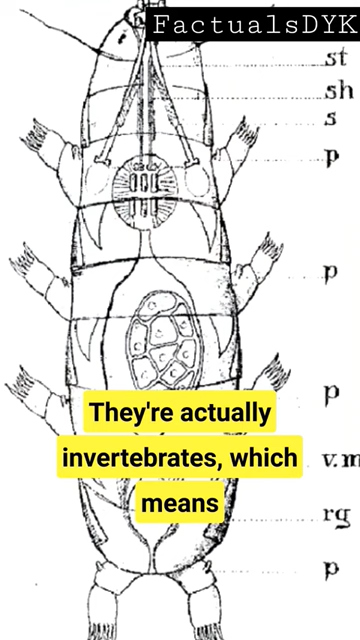 FactualsDYK
st
sh
s
p
p
p
They're actually
invertebrates, which
means
v.m
rg
p